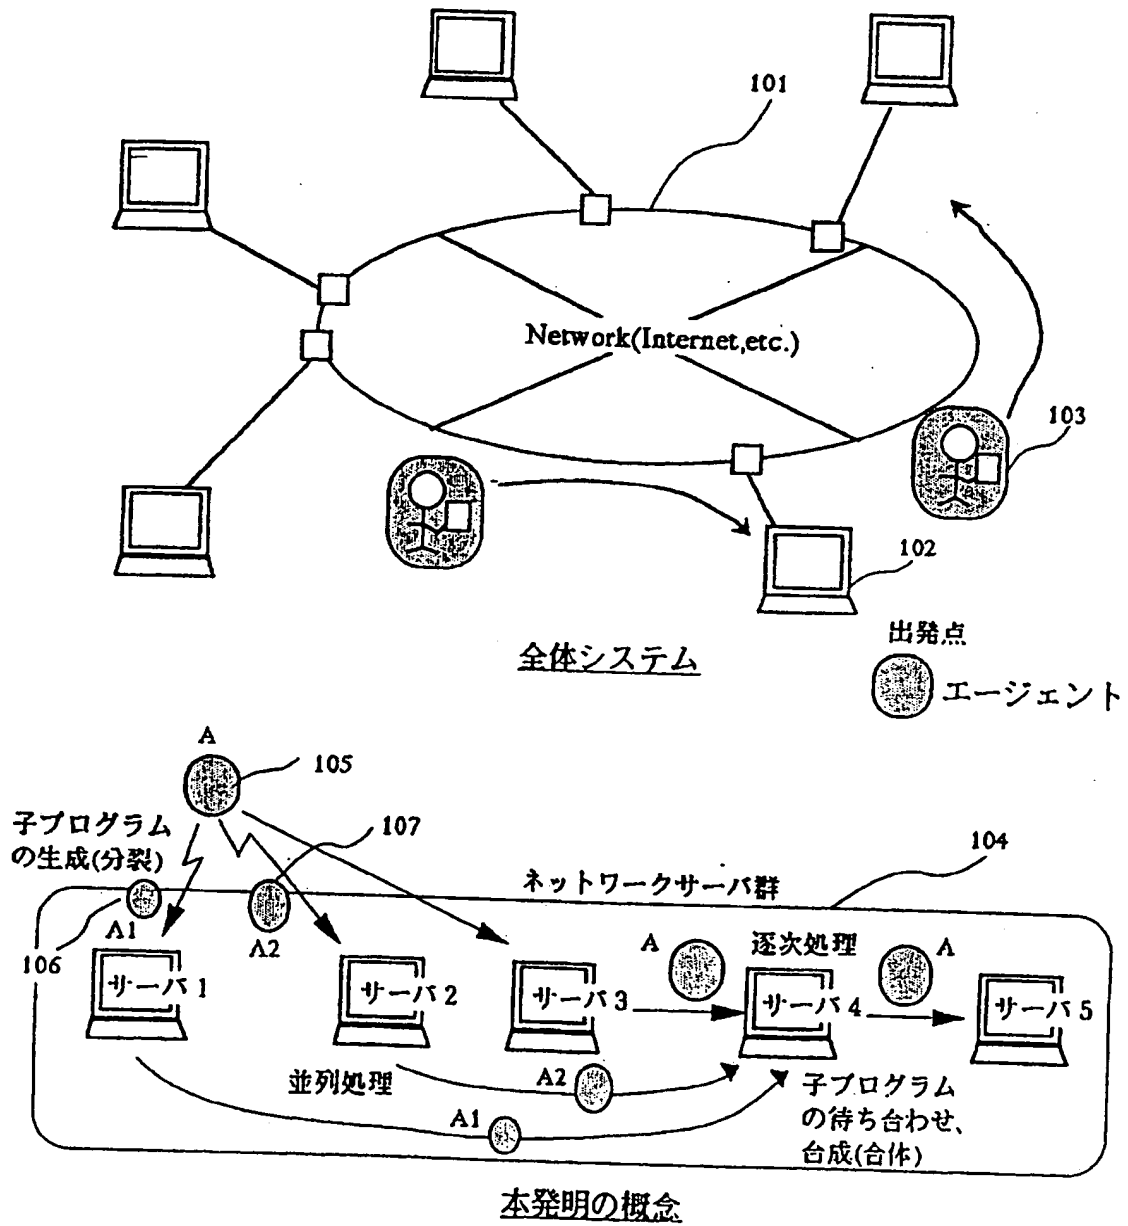 101
Network(Internet,etc.)
103
102
出発点
全体システム
エージェント
A
105
子プログラム
の生成(分裂)
107
104
ネットワークサーバ群
A1
A2
106
A
逐次処理
A
サーバ 1
サーバ 2
サーバ 3
サーバ 4
サーバ 5
並列処理
A2
A1
子プログラム
の待ち合わせ、
台成(合体)
本発明の概念